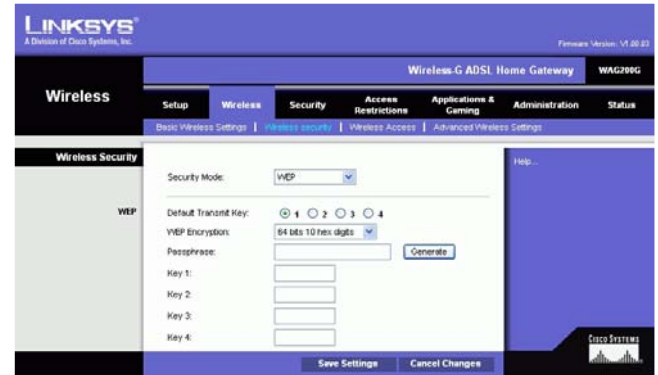 LINKSYS®
A Division of Cisco Systems, Inc.
Firmware Version: V1.00.03
Wireless-G ADSL Home Gateway WAG200G
Wireless
Setup Wireless Security Access Restrictions Applications & Gaming Administration Status
Basic Wireless Settings | Wireless security | Wireless Access | Advanced Wireless Settings
Wireless Security
Help...
Security Mode: WEP
WEP
Default Transmit Key: 1 2 3 4
WEP Encryption: 64 bits 10 hex digits
Passphrase: Generate
Key 1:
Key 2:
Key 3:
Key 4:
Save Settings Cancel Changes
CISCO SYSTEMS